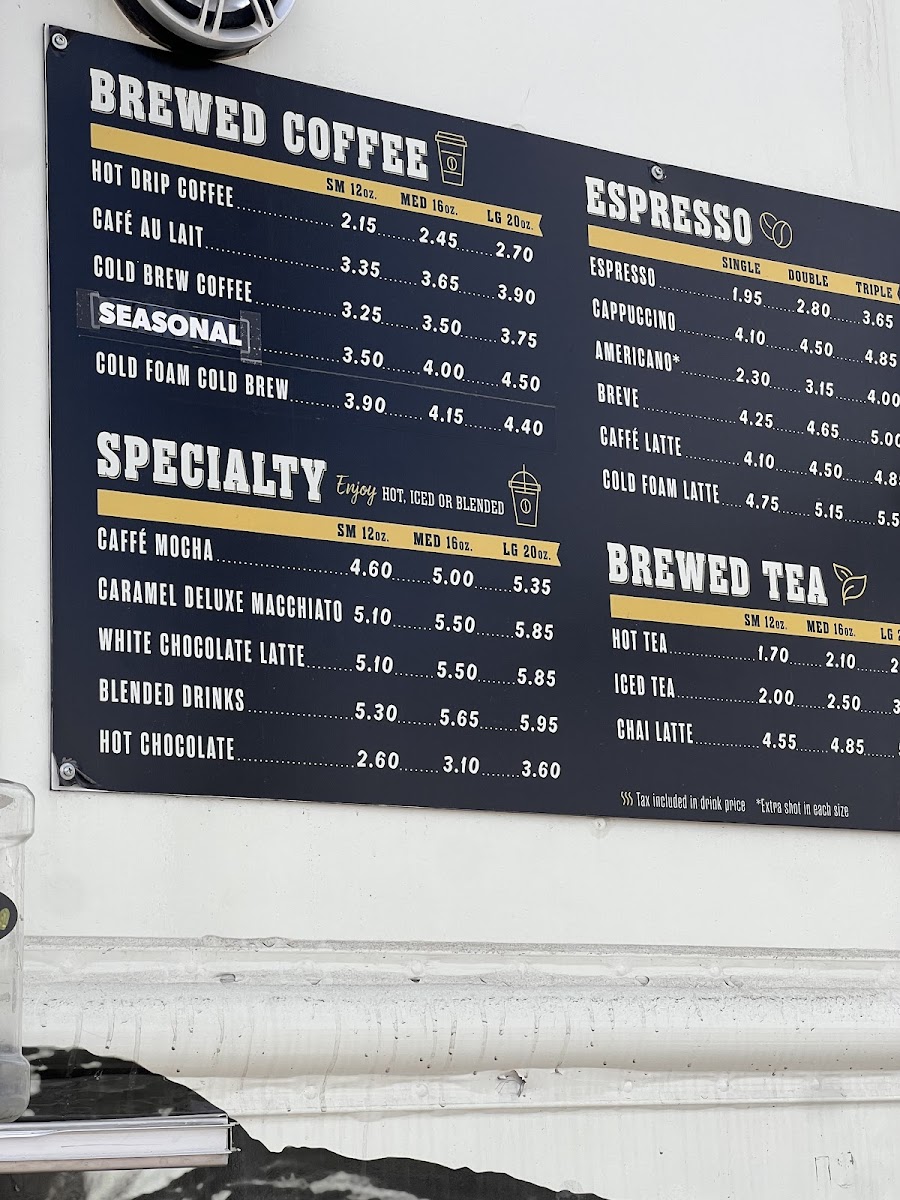 BREWED COFFEE
SM 12oz. MED 16oz. LG 20oz.
HOT DRIP COFFEE 2.15 2.45 2.70
CAFÉ AU LAIT 3.35 3.65 3.90
COLD BREW COFFEE 3.25 3.50 3.75
SEASONAL 3.50 4.00 4.50
COLD FOAM COLD BREW 3.90 4.15 4.40
SPECIALTY Enjoy HOT, ICED OR BLENDED
SM 12oz. MED 16oz. LG 20oz.
CAFFÉ MOCHA 4.60 5.00 5.35
CARAMEL DELUXE MACCHIATO 5.10 5.50 5.85
WHITE CHOCOLATE LATTE 5.10 5.50 5.85
BLENDED DRINKS 5.30 5.65 5.95
HOT CHOCOLATE 2.60 3.10 3.60
ESPRESSO
SINGLE DOUBLE TRIPLE
ESPRESSO 1.95 2.80 3.65
CAPPUCCINO 4.10 4.50 4.85
AMERICANO* 2.30 3.15 4.00
BREVE 4.25 4.65 5.00
CAFFÉ LATTE 4.10 4.50
COLD FOAM LATTE 4.75 5.15
BREWED TEA
SM 12oz. MED 16oz. LG
HOT TEA 1.70 2.10
ICED TEA 2.00 2.50
CHAI LATTE 4.55 4.85
Tax included in drink price *Extra shot in each size